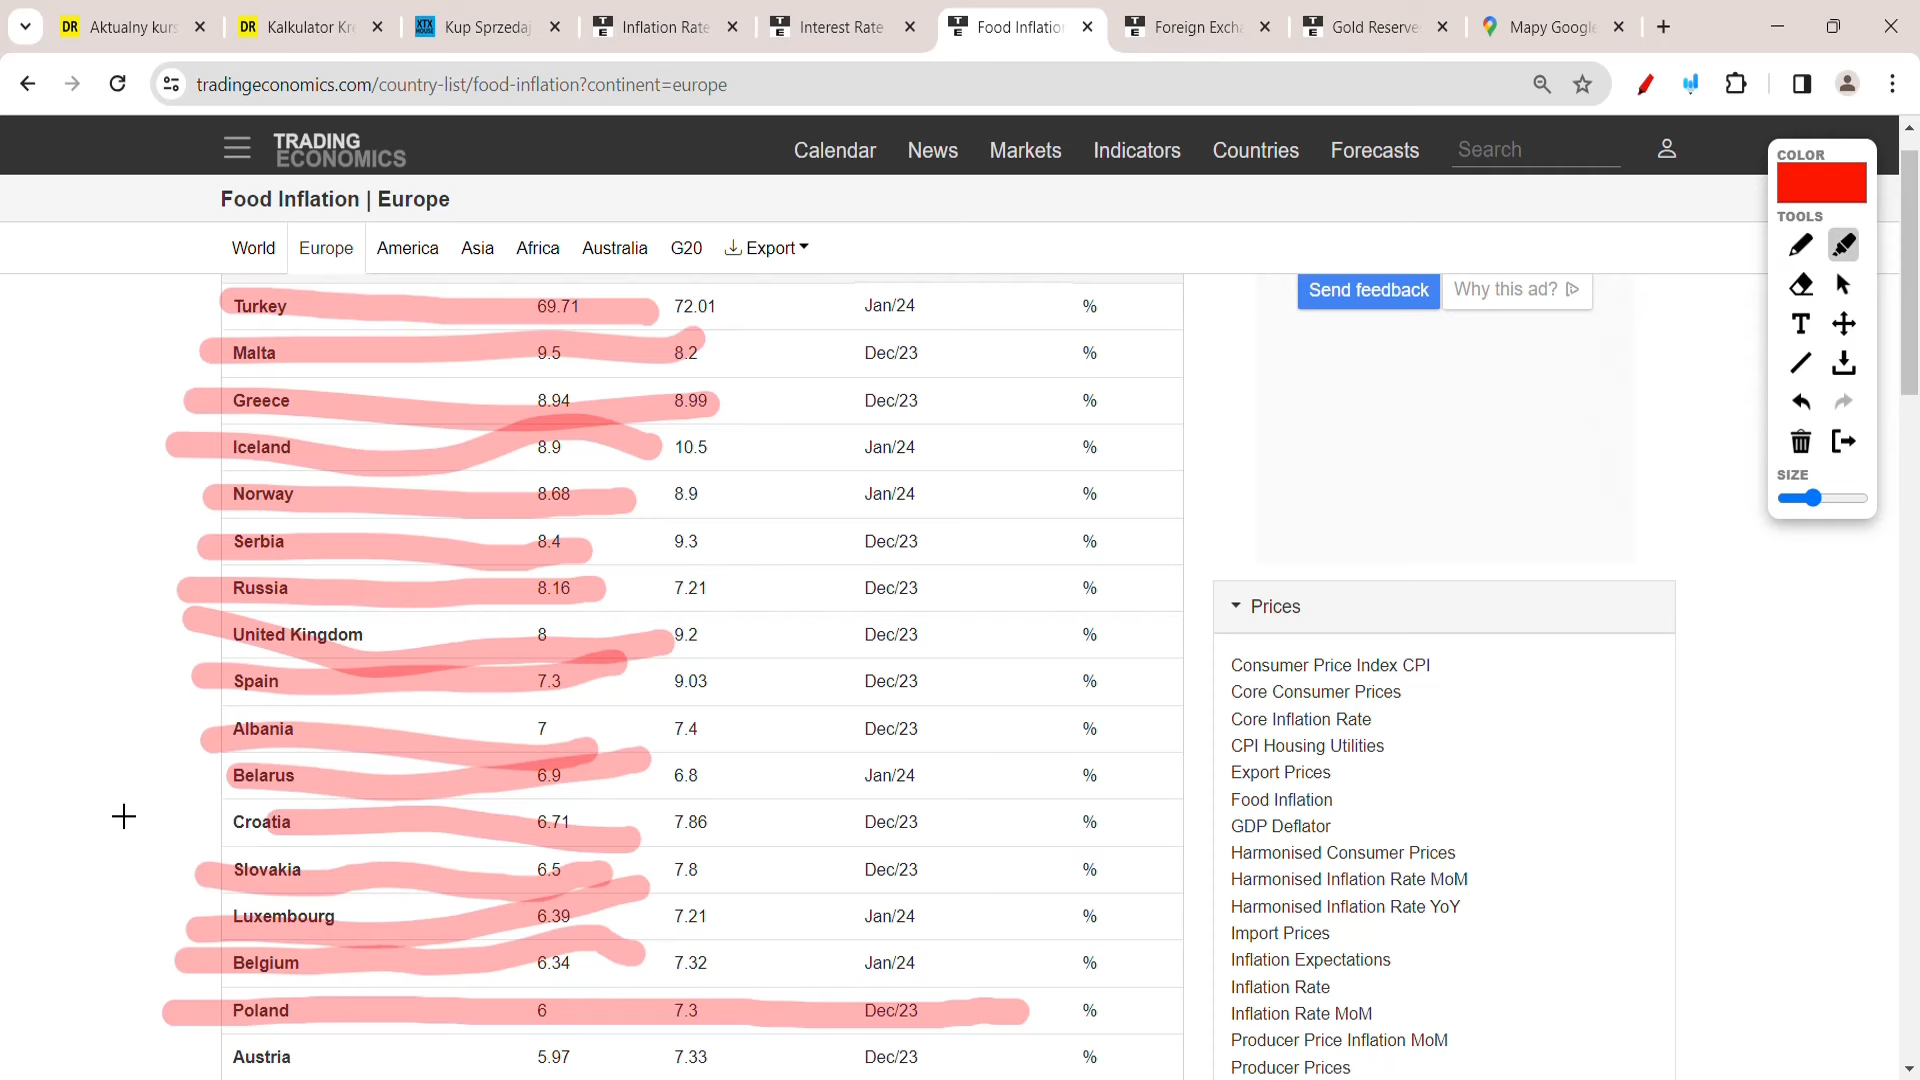 DR Aktualny kurs
DR Kalkulator Kre
XTX HOUSE Kup Sprzedaj
TE Inflation Rate
TE Interest Rate
TE Food Inflation
TE Foreign Excha
TE Gold Reserve
Mapy Google
tradingeconomics.com/country-list/food-inflation?continent=europe
TRADING
ECONOMICS
Calendar News Markets Indicators Countries Forecasts Search
Food Inflation | Europe
World Europe America Asia Africa Australia G20 Export
Turkey 69.71 72.01 Jan/24 %
Malta 9.5 8.2 Dec/23 %
Greece 8.94 8.99 Dec/23 %
Iceland 8.9 10.5 Jan/24 %
Norway 8.68 8.9 Jan/24 %
Serbia 8.4 9.3 Dec/23 %
Russia 8.16 7.21 Dec/23 %
United Kingdom 8 9.2 Dec/23 %
Spain 7.3 9.03 Dec/23 %
Albania 7 7.4 Dec/23 %
Belarus 6.9 6.8 Jan/24 %
Croatia 6.71 7.86 Dec/23 %
Slovakia 6.5 7.8 Dec/23 %
Luxembourg 6.39 7.21 Jan/24 %
Belgium 6.34 7.32 Jan/24 %
Poland 6 7.3 Dec/23 %
Austria 5.97 7.33 Dec/23 %
Send feedback Why this ad?
Prices
Consumer Price Index CPI
Core Consumer Prices
Core Inflation Rate
CPI Housing Utilities
Export Prices
Food Inflation
GDP Deflator
Harmonised Consumer Prices
Harmonised Inflation Rate MoM
Harmonised Inflation Rate YoY
Import Prices
Inflation Expectations
Inflation Rate
Inflation Rate MoM
Producer Price Inflation MoM
Producer Prices
COLOR
TOOLS
T
SIZE